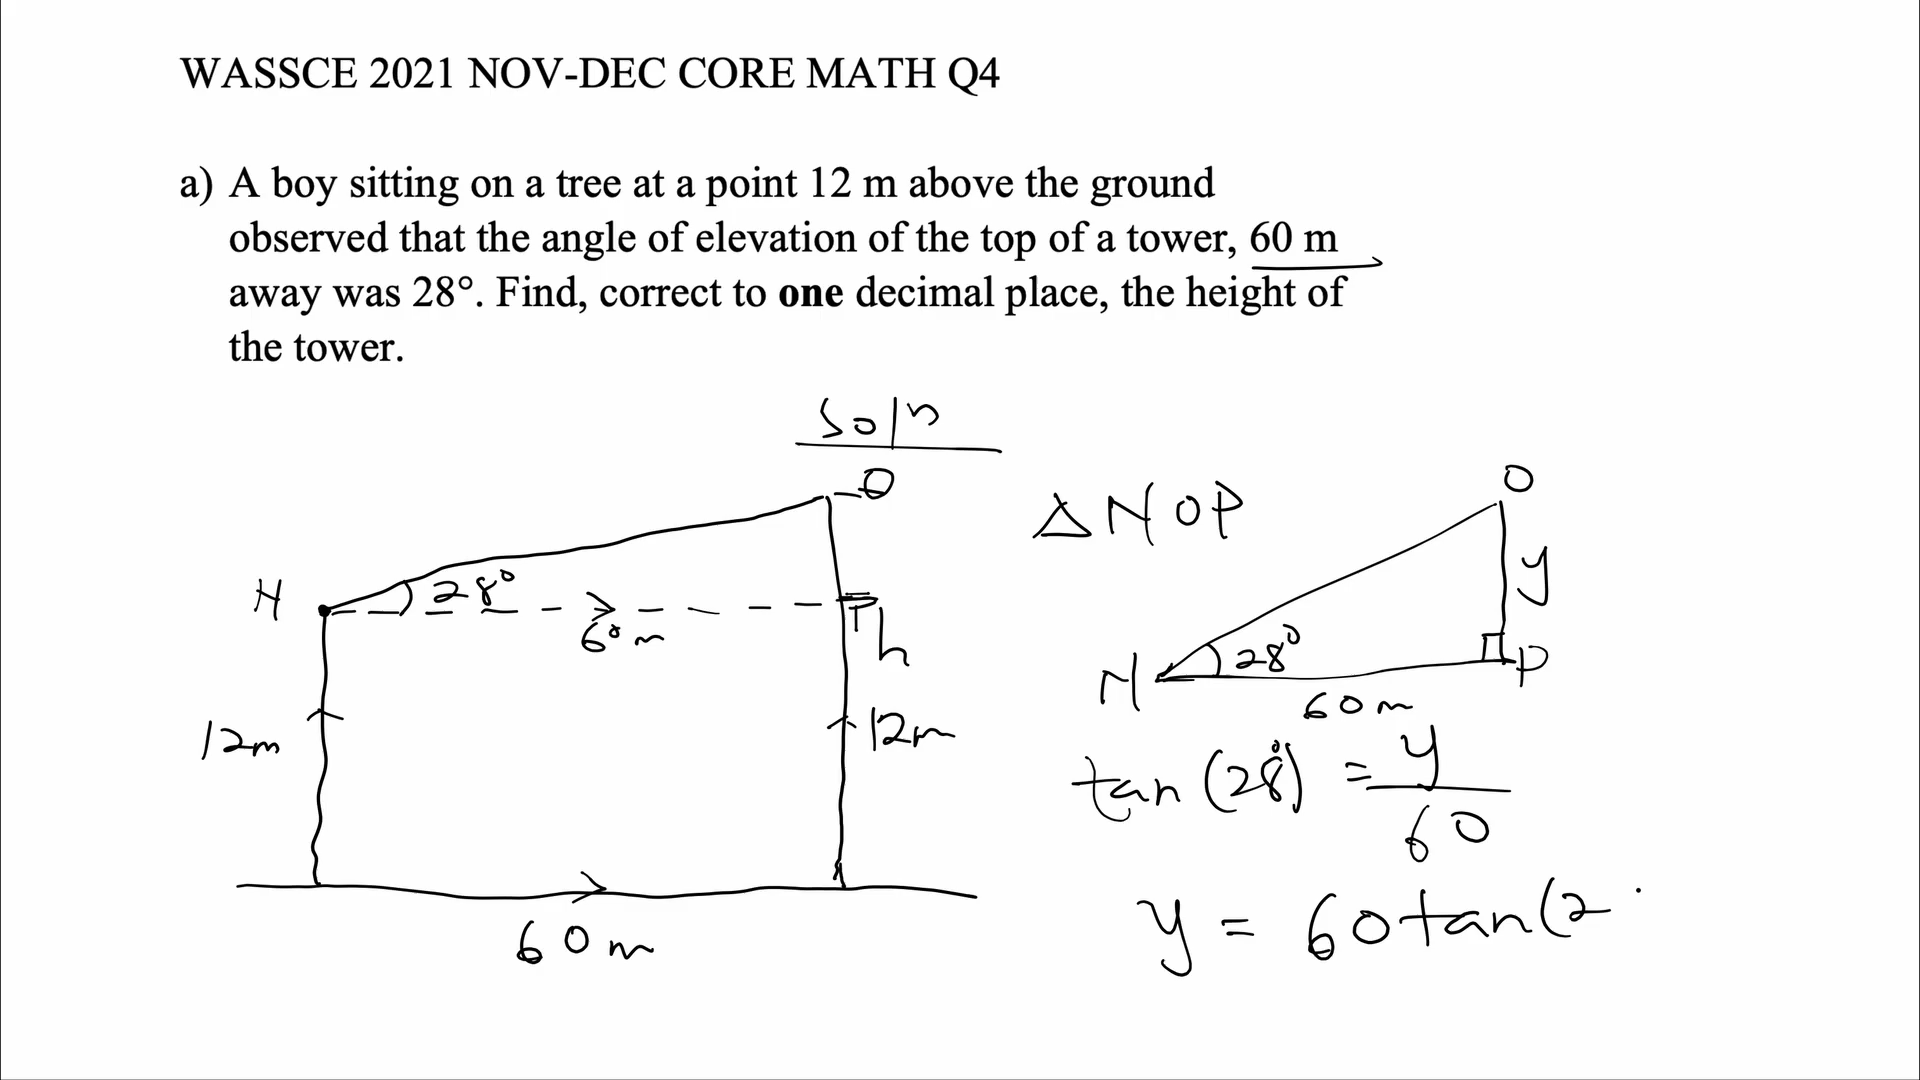 WASSCE 2021 NOV-DEC CORE MATH Q4
a) A boy sitting on a tree at a point 12 m above the ground
observed that the angle of elevation of the top of a tower, 60 m
away was 28°. Find, correct to one decimal place, the height of
the tower.
Soln
O
N
28°
60m
P
h
12m
12m
60m
△NOP
O
y
N
28°
P
60m
tan(28°) = y/60
y = 60tan(2